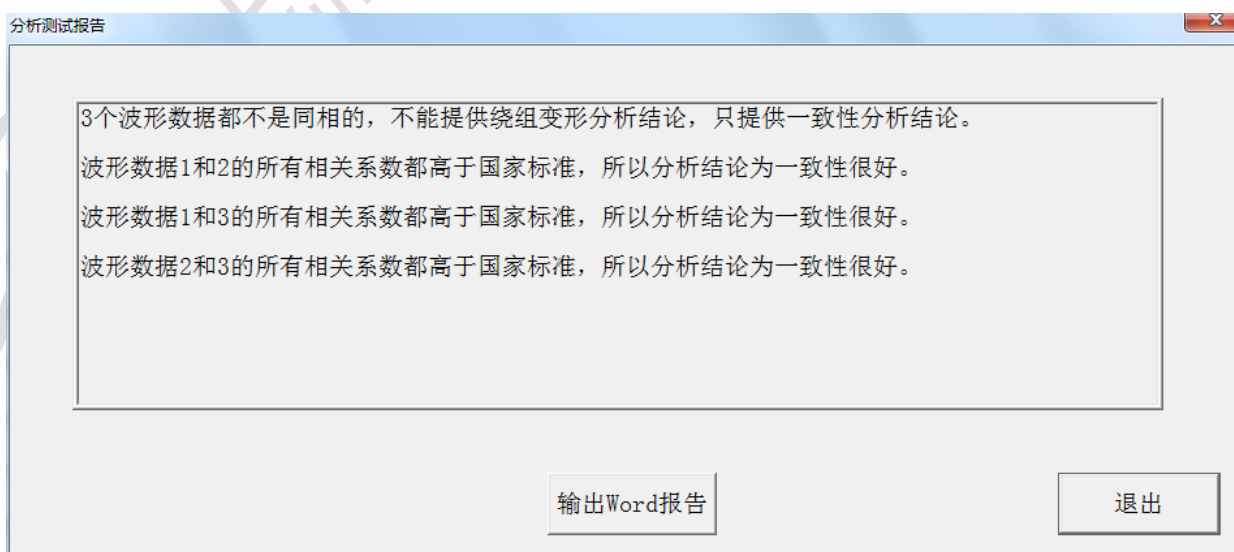 分析测试报告
3个波形数据都不是同相的，不能提供绕组变形分析结论，只提供一致性分析结论。
波形数据1和2的所有相关系数都高于国家标准，所以分析结论为一致性很好。
波形数据1和3的所有相关系数都高于国家标准，所以分析结论为一致性很好。
波形数据2和3的所有相关系数都高于国家标准，所以分析结论为一致性很好。
输出Word报告
退出